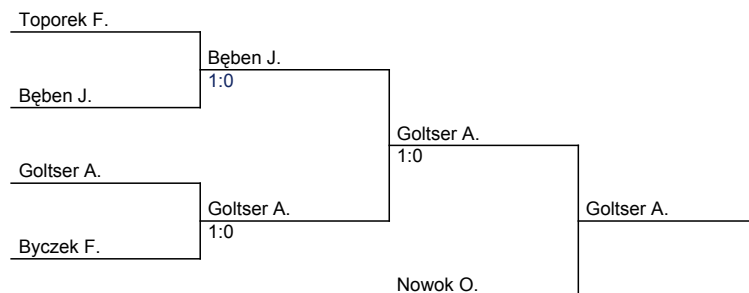 Toporek F.
Bęben J.
1:0
Bęben J.
Goltser A.
1:0
Goltser A.
Goltser A.
Goltser A.
1:0
Byczek F.
Nowok O.